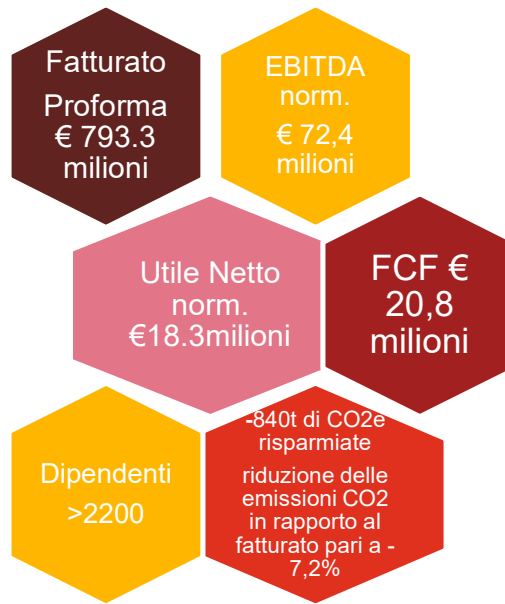 Fatturato
Proforma
€ 793.3
milioni
EBITDA
norm.
€ 72,4
milioni
Utile Netto
norm.
€18.3milioni
FCF €
20,8
milioni
Dipendenti
>2200
-840t di CO2e
risparmiate
riduzione delle
emissioni CO2
in rapporto al
fatturato pari a -
7,2%